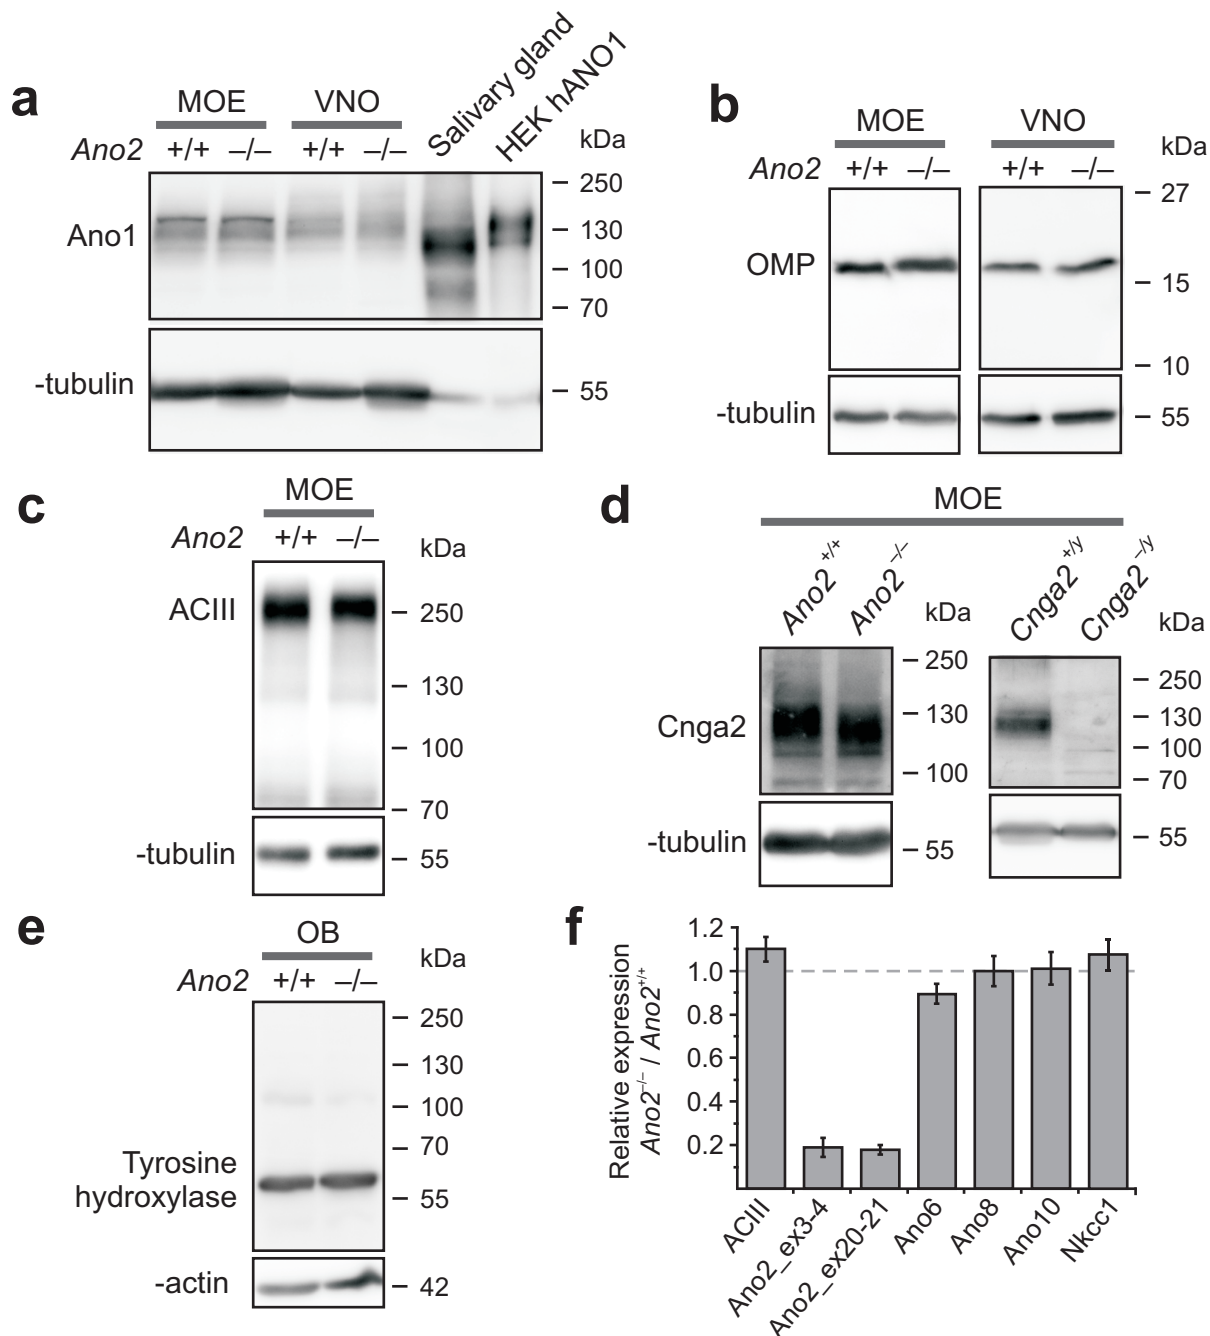 a
MOE VNO Salivary gland HEK hANO1
Ano2 +/+ –/– +/+ –/– kDa
250
Ano1 130
100
70
-tubulin 55
b
MOE VNO
Ano2 +/+ –/– +/+ –/– kDa
27
OMP
15
10
-tubulin 55
c
MOE
Ano2 +/+ –/– kDa
ACIII 250
130
100
70
-tubulin 55
d
MOE
Ano2+/+ Ano2–/– kDa Cnga2+/y Cnga2–/y kDa
250 250
Cnga2 130 130
100 100
70
-tubulin 55 55
e
OB
Ano2 +/+ –/– kDa
250
130
100
70
Tyrosine
hydroxylase 55
-actin 42
f
Relative expression
Ano2–/– / Ano2+/+
1.2
1.0
0.8
0.6
0.4
0.2
ACIII Ano2_ex3-4 Ano2_ex20-21 Ano6 Ano8 Ano10 Nkcc1